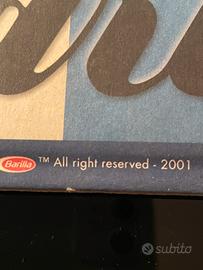 Barilla ™ All right reserved - 2001
subito